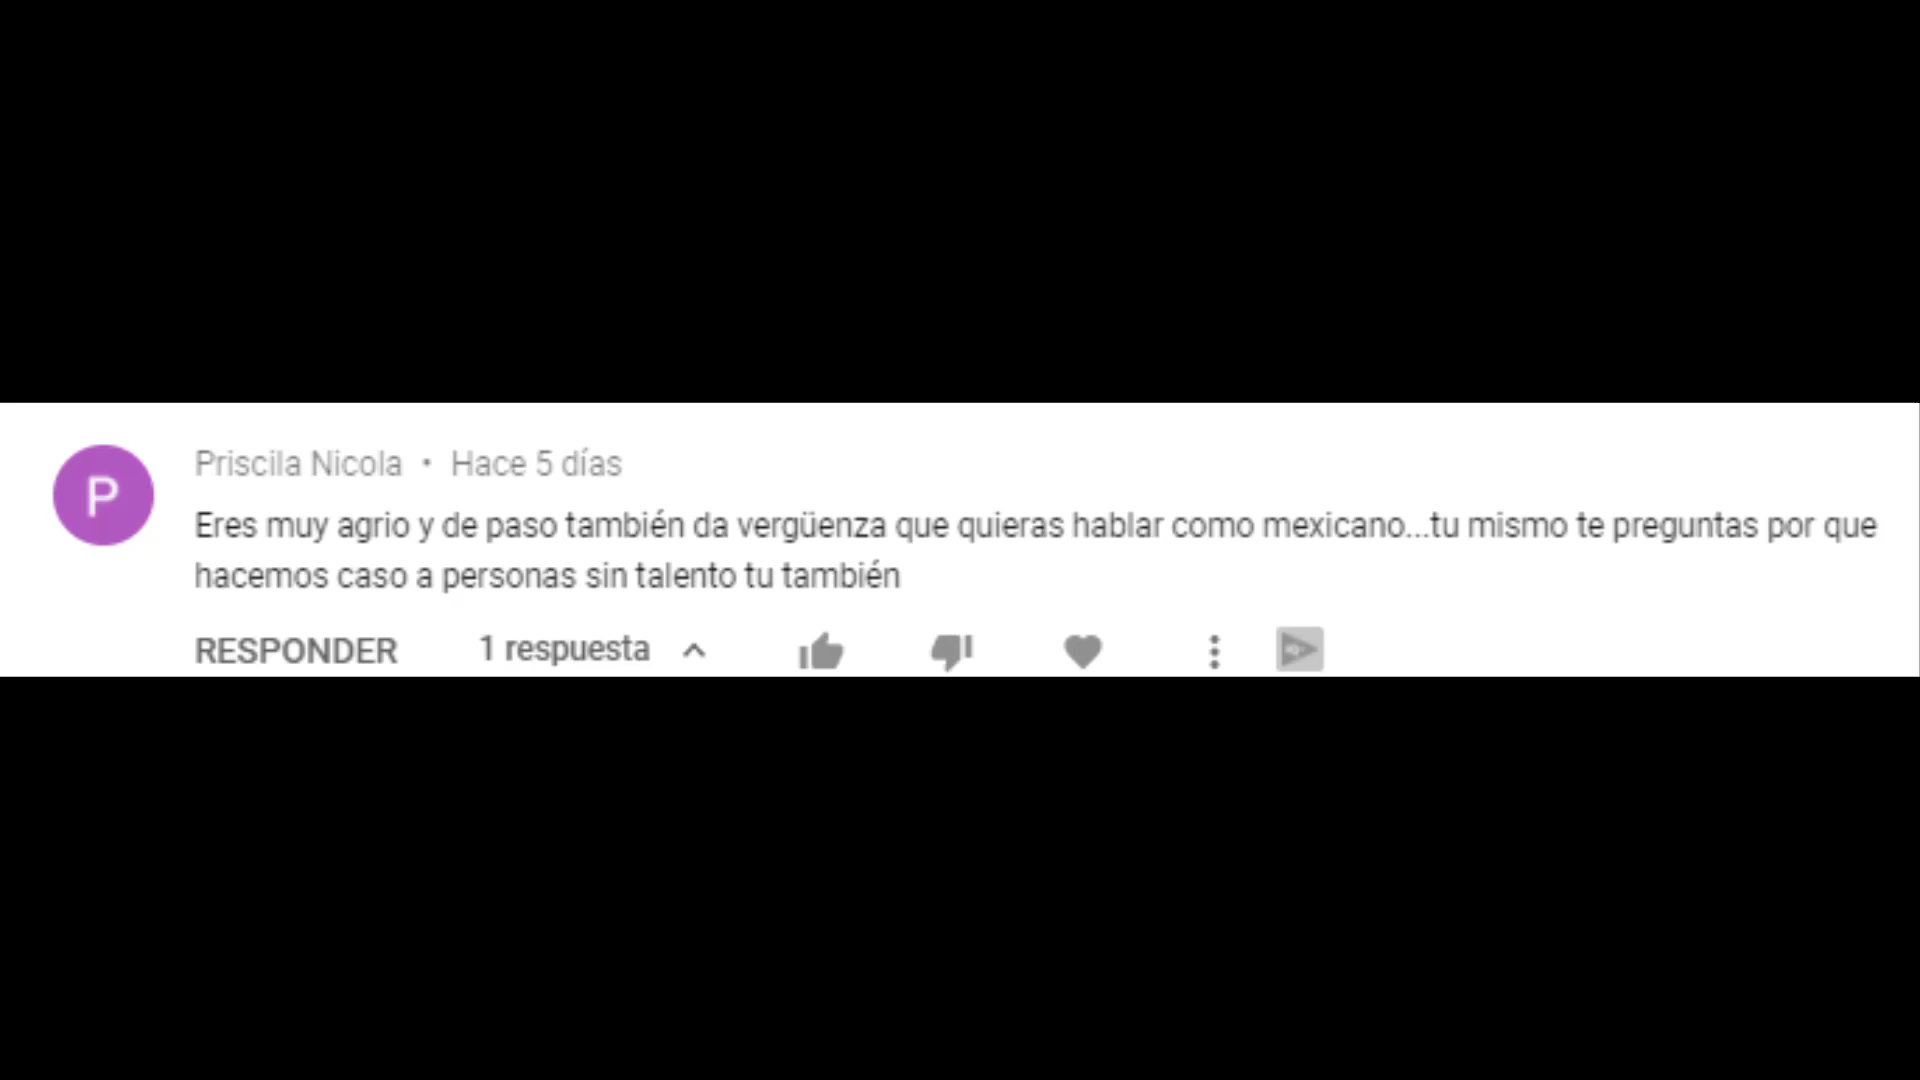 P
Priscila Nicola • Hace 5 días
Eres muy agrio y de paso también da vergüenza que quieras hablar como mexicano...tu mismo te preguntas por que
hacemos caso a personas sin talento tu también
RESPONDER 1 respuesta